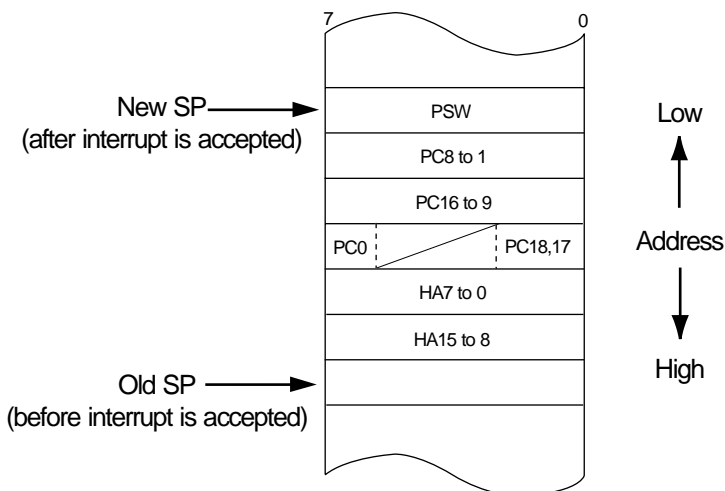 7 0
New SP
(after interrupt is accepted)
PSW
PC8 to 1
PC16 to 9
PC0 PC18,17
HA7 to 0
HA15 to 8
Old SP
(before interrupt is accepted)
Low
Address
High